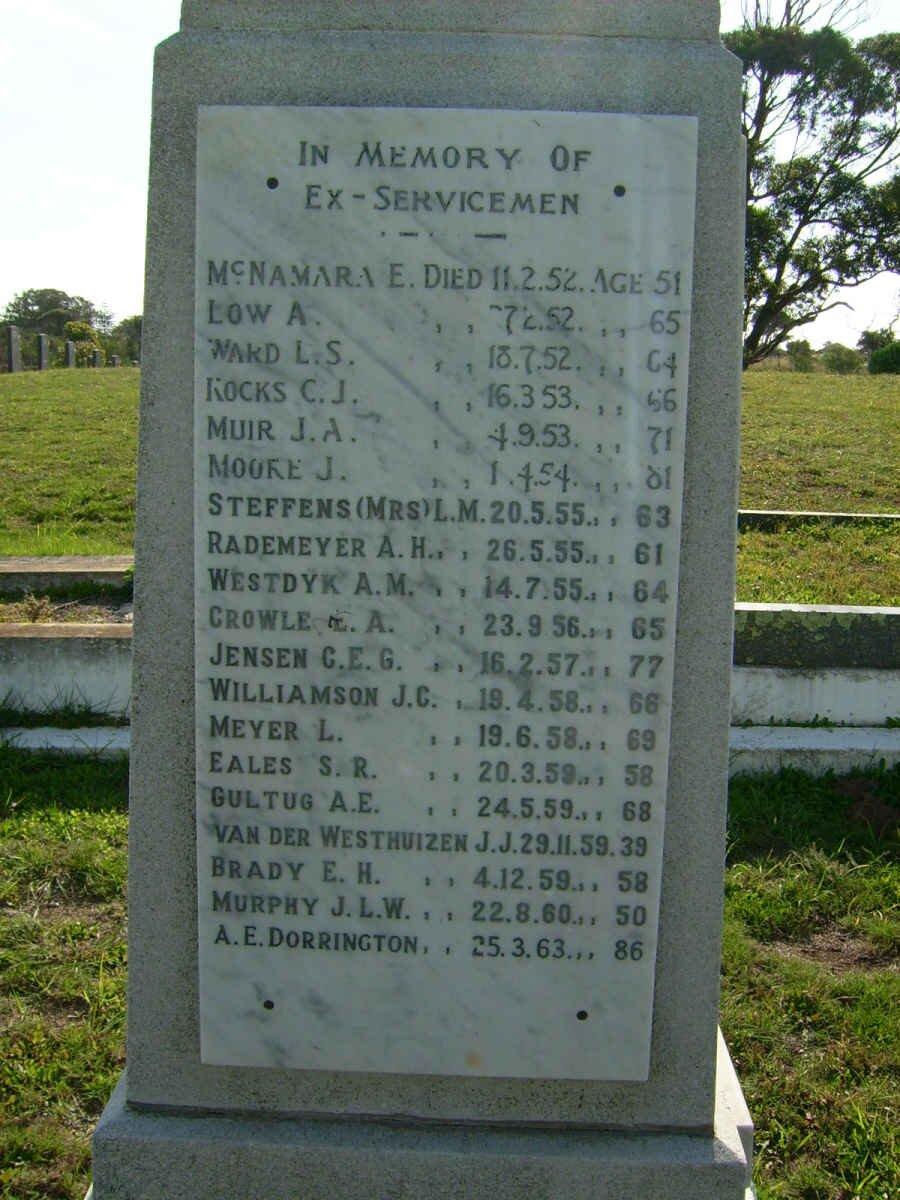 IN MEMORY OF
EX-SERVICEMEN
McNAMARA E. DIED 11.2.52. AGE 51
LOW A. , , 7.2.52. , , 65
WARD L.S. , , 18.7.52. , , 64
ROCKS C.J. , , 16.3.53. , , 66
MUIR J.A. , , 4.9.53. , , 71
MOORE J. , , 1.4.54. , , 81
STEFFENS (MRS) L.M. 20.5.55. , , 63
RADEMEYER A.H. , , 26.5.55. , , 61
WESTDYK A.M. , , 14.7.55. , , 64
CROWLE E.A. , , 23.9.56. , , 65
JENSEN C.E.G. , , 16.2.57. , , 77
WILLIAMSON J.C. , 19.4.58. , , 66
MEYER L. , , 19.6.58. , , 69
EALES S.R. , , 20.3.59. , , 58
GULTUG A.E. , , 24.5.59. , , 68
VAN DER WESTHUIZEN J.J. 29.11.59. 39
BRADY E.H. , , 4.12.59. , , 58
MURPHY J.L.W. , , 22.8.60. , , 50
A.E. DORRINGTON , , 25.3.63. , , 86